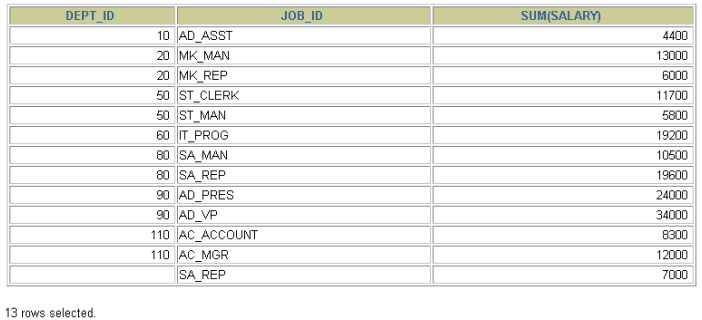 DEPT_ID JOB_ID SUM(SALARY)
10 AD_ASST 4400
20 MK_MAN 13000
20 MK_REP 6000
50 ST_CLERK 11700
50 ST_MAN 5800
60 IT_PROG 19200
80 SA_MAN 10500
80 SA_REP 19600
90 AD_PRES 24000
90 AD_VP 34000
110 AC_ACCOUNT 8300
110 AC_MGR 12000
SA_REP 7000
13 rows selected.